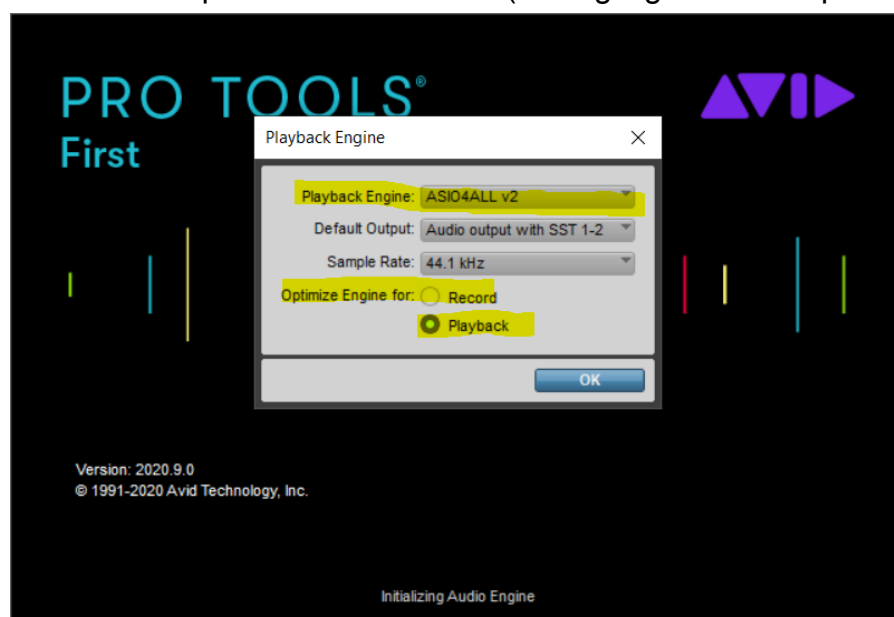 PRO TOOLS®
First
AVID
Playback Engine
Playback Engine: ASIO4ALL v2
Default Output: Audio output with SST 1-2
Sample Rate: 44.1 kHz
Optimize Engine for: Record
Playback
OK
Version: 2020.9.0
© 1991-2020 Avid Technology, Inc.
Initializing Audio Engine